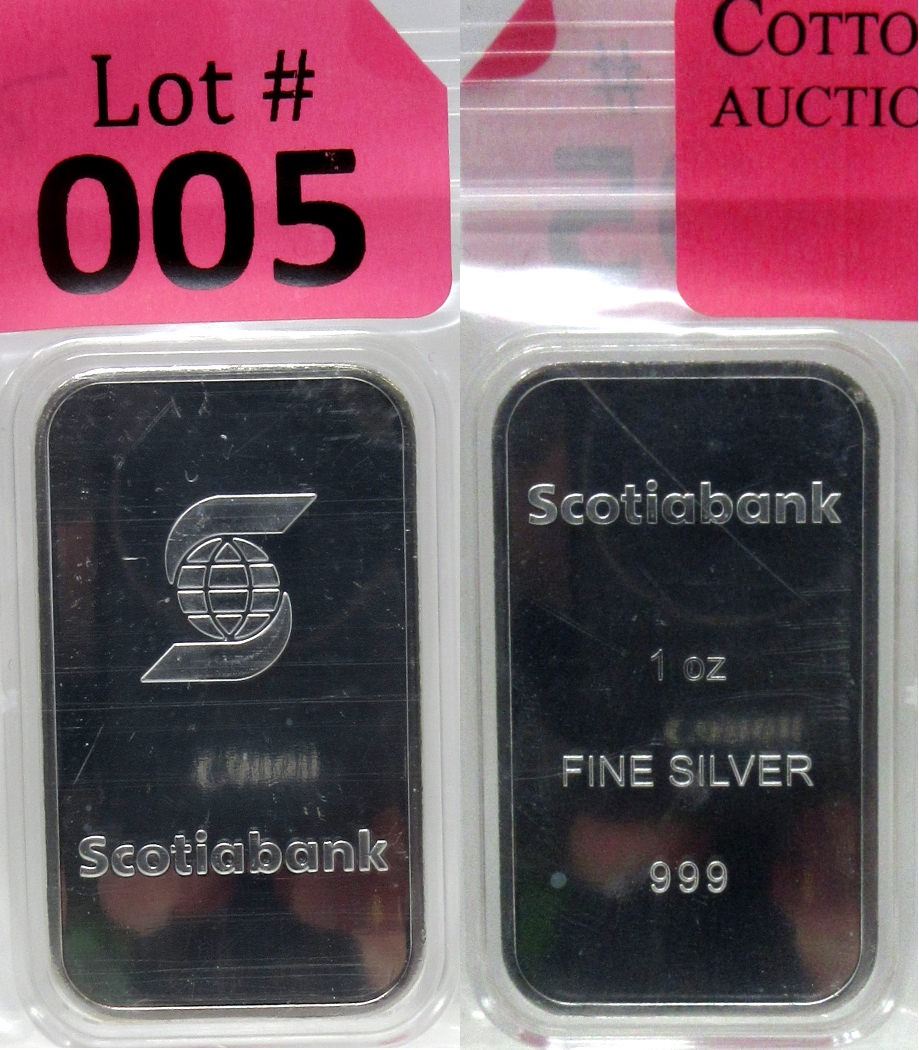 Lot #
005
Scotiabank
COTTO
AUCTIO
Scotiabank
1 oz
FINE SILVER
999